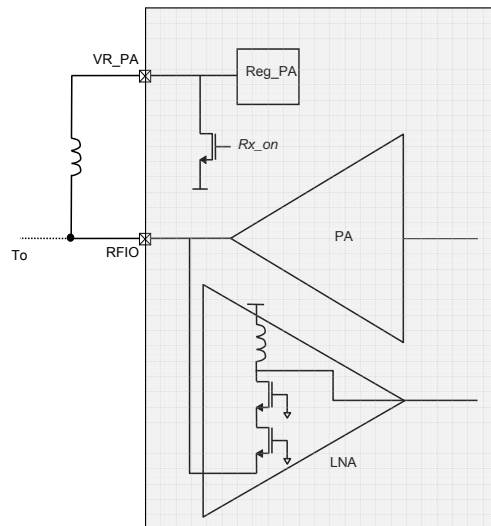 VR_PA
Reg_PA
Rx_on
PA
To
RFIO
LNA